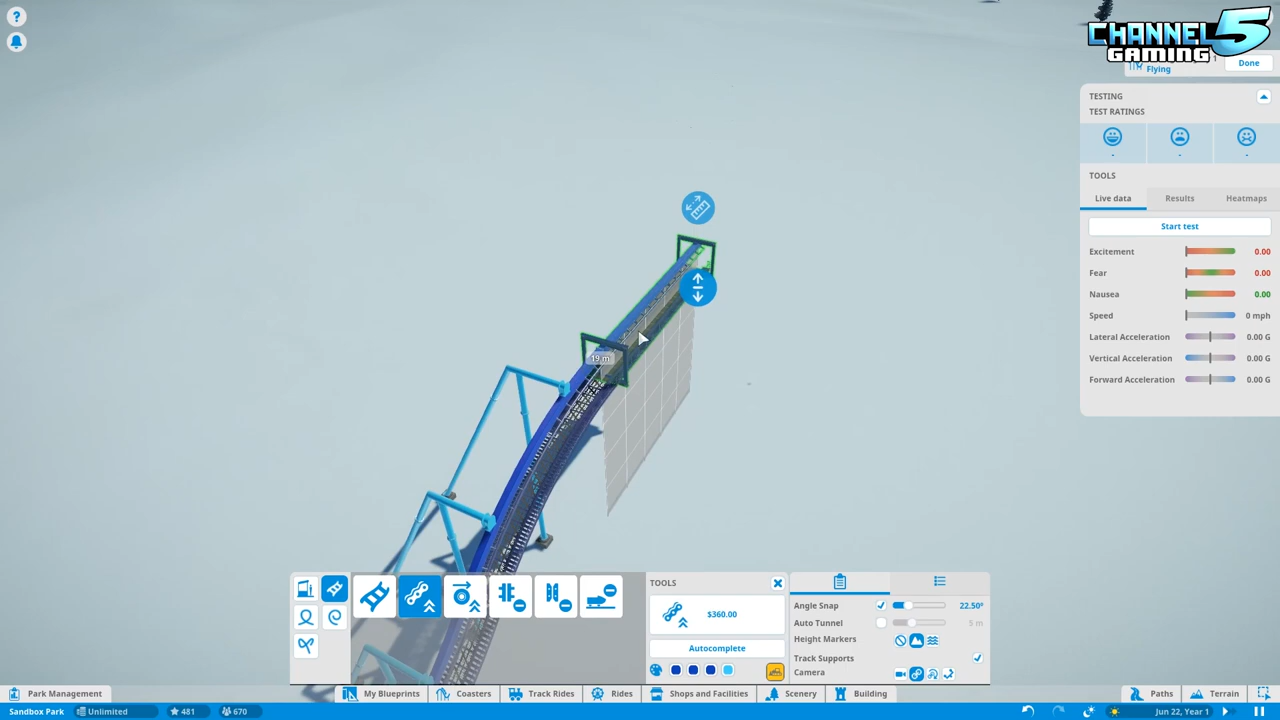 ?
CHANNEL 5
GAMING
Flying
Done
TESTING
TEST RATINGS
- - -
TOOLS
Live data Results Heatmaps
Start test
Excitement 0.00
Fear 0.00
Nausea 0.00
Speed 0 mph
Lateral Acceleration 0.00 G
Vertical Acceleration 0.00 G
Forward Acceleration 0.00 G
19 m
TOOLS
$360.00
Autocomplete
Angle Snap 22.50°
Auto Tunnel 5 m
Height Markers
Track Supports
Camera
Park Management My Blueprints Coasters Track Rides Rides Shops and Facilities Scenery Building Paths Terrain
Sandbox Park Unlimited 481 670 Jun 22, Year 1